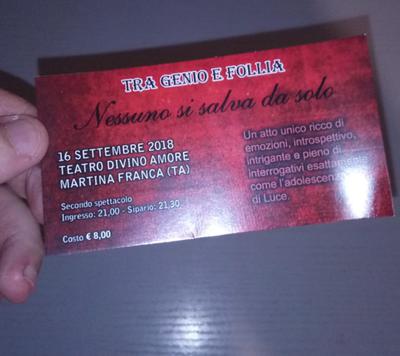 TRA GENIO E FOLLIA
Nessuno si salva da solo
16 SETTEMBRE 2018
TEATRO DIVINO AMORE
MARTINA FRANCA (TA)
Secondo spettacolo
Ingresso: 21,00 - Sipario: 21,30
Costo € 8,00
Un atto unico ricco di
emozioni, introspettivo,
intrigante e pieno di
interrogativi esattamente
come l'adolescenza
di Luce.